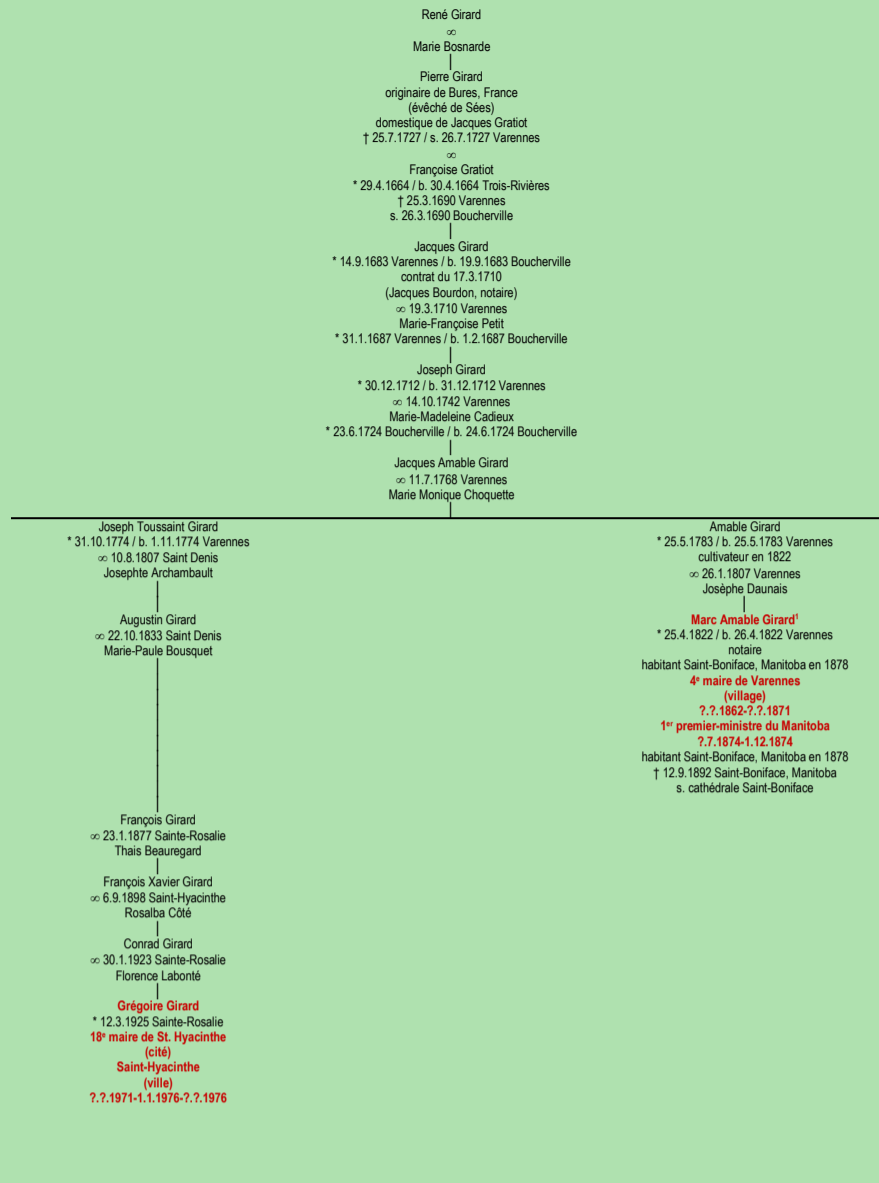 René Girard
∞
Marie Bosnarde
Pierre Girard
originaire de Bures, France
(évêché de Sées)
domestique de Jacques Gratiot
† 25.7.1727 / s. 26.7.1727 Varennes
∞
Françoise Gratiot
* 29.4.1664 / b. 30.4.1664 Trois-Rivières
† 25.3.1690 Varennes
s. 26.3.1690 Boucherville
Jacques Girard
* 14.9.1683 Varennes / b. 19.9.1683 Boucherville
contrat du 17.3.1710
(Jacques Bourdon, notaire)
∞ 19.3.1710 Varennes
Marie-Françoise Petit
* 31.1.1687 Varennes / b. 1.2.1687 Boucherville
Joseph Girard
* 30.12.1712 / b. 31.12.1712 Varennes
∞ 14.10.1742 Varennes
Marie-Madeleine Cadieux
* 23.6.1724 Boucherville / b. 24.6.1724 Boucherville
Jacques Amable Girard
∞ 11.7.1768 Varennes
Marie Monique Choquette
Joseph Toussaint Girard
* 31.10.1774 / b. 1.11.1774 Varennes
∞ 10.8.1807 Saint Denis
Josephte Archambault
Augustin Girard
∞ 22.10.1833 Saint Denis
Marie-Paule Bousquet
François Girard
∞ 23.1.1877 Sainte-Rosalie
Thais Beauregard
François Xavier Girard
∞ 6.9.1898 Saint-Hyacinthe
Rosalba Côté
Conrad Girard
∞ 30.1.1923 Sainte-Rosalie
Florence Labonté
Grégoire Girard
* 12.3.1925 Sainte-Rosalie
18e maire de St. Hyacinthe
(cité)
Saint-Hyacinthe
(ville)
?.?.1971-1.1.1976-?.?.1976
Amable Girard
* 25.5.1783 / b. 25.5.1783 Varennes
cultivateur en 1822
∞ 26.1.1807 Varennes
Josèphe Daunais
Marc Amable Girard¹
* 25.4.1822 / b. 26.4.1822 Varennes
notaire
habitant Saint-Boniface, Manitoba en 1878
4e maire de Varennes
(village)
?.?.1862-?.?.1871
1er premier-ministre du Manitoba
?.7.1874-1.12.1874
habitant Saint-Boniface, Manitoba en 1878
† 12.9.1892 Saint-Boniface, Manitoba
s. cathédrale Saint-Boniface